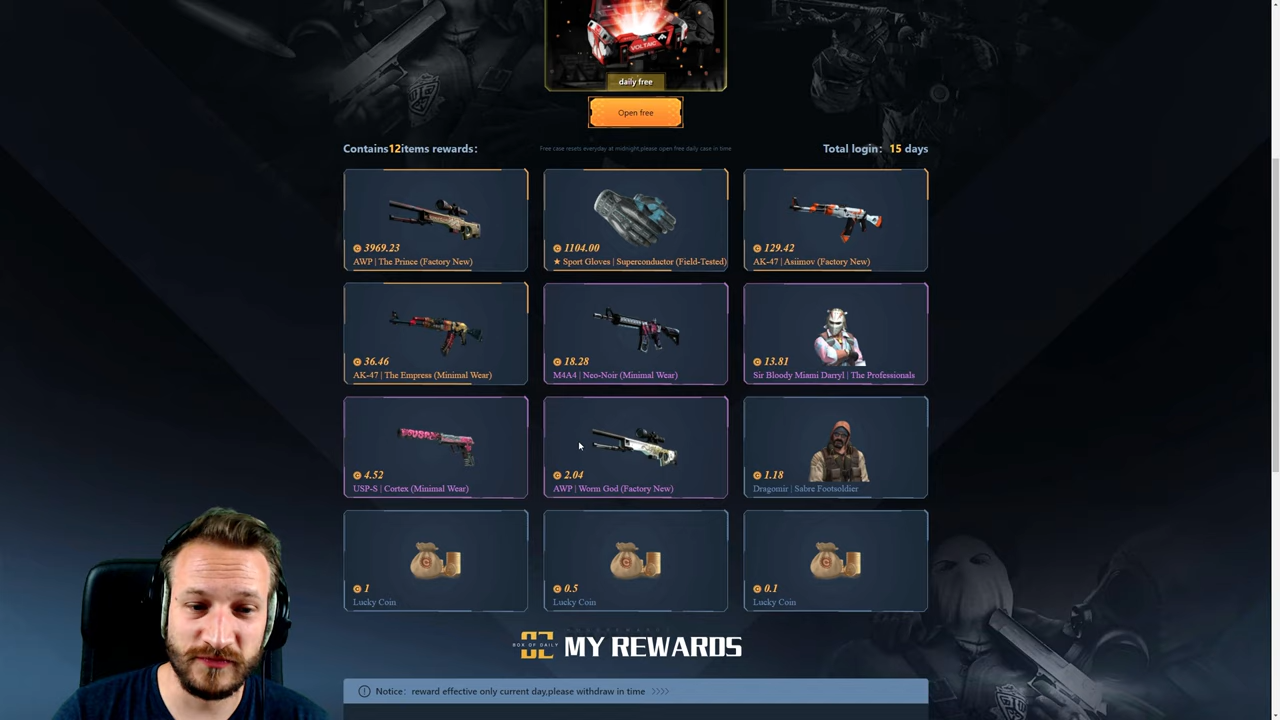 VOLTAIC
daily free
Open free
Contains12items rewards:
Free case resets everyday at midnight,please open free daily case in time
Total login: 15 days
3969.23
AWP | The Prince (Factory New)
1104.00
★ Sport Gloves | Superconductor (Field-Tested)
129.42
AK-47 | Asiimov (Factory New)
36.46
AK-47 | The Empress (Minimal Wear)
18.28
M4A4 | Neo-Noir (Minimal Wear)
13.81
Sir Bloody Miami Darryl | The Professionals
4.52
USP-S | Cortex (Minimal Wear)
2.04
AWP | Worm God (Factory New)
1.18
Dragomir | Sabre Footsoldier
1
Lucky Coin
0.5
Lucky Coin
0.1
Lucky Coin
02
BOX OF DAILY
MY REWARDS
Notice: reward effective only current day,please withdraw in time >>>>